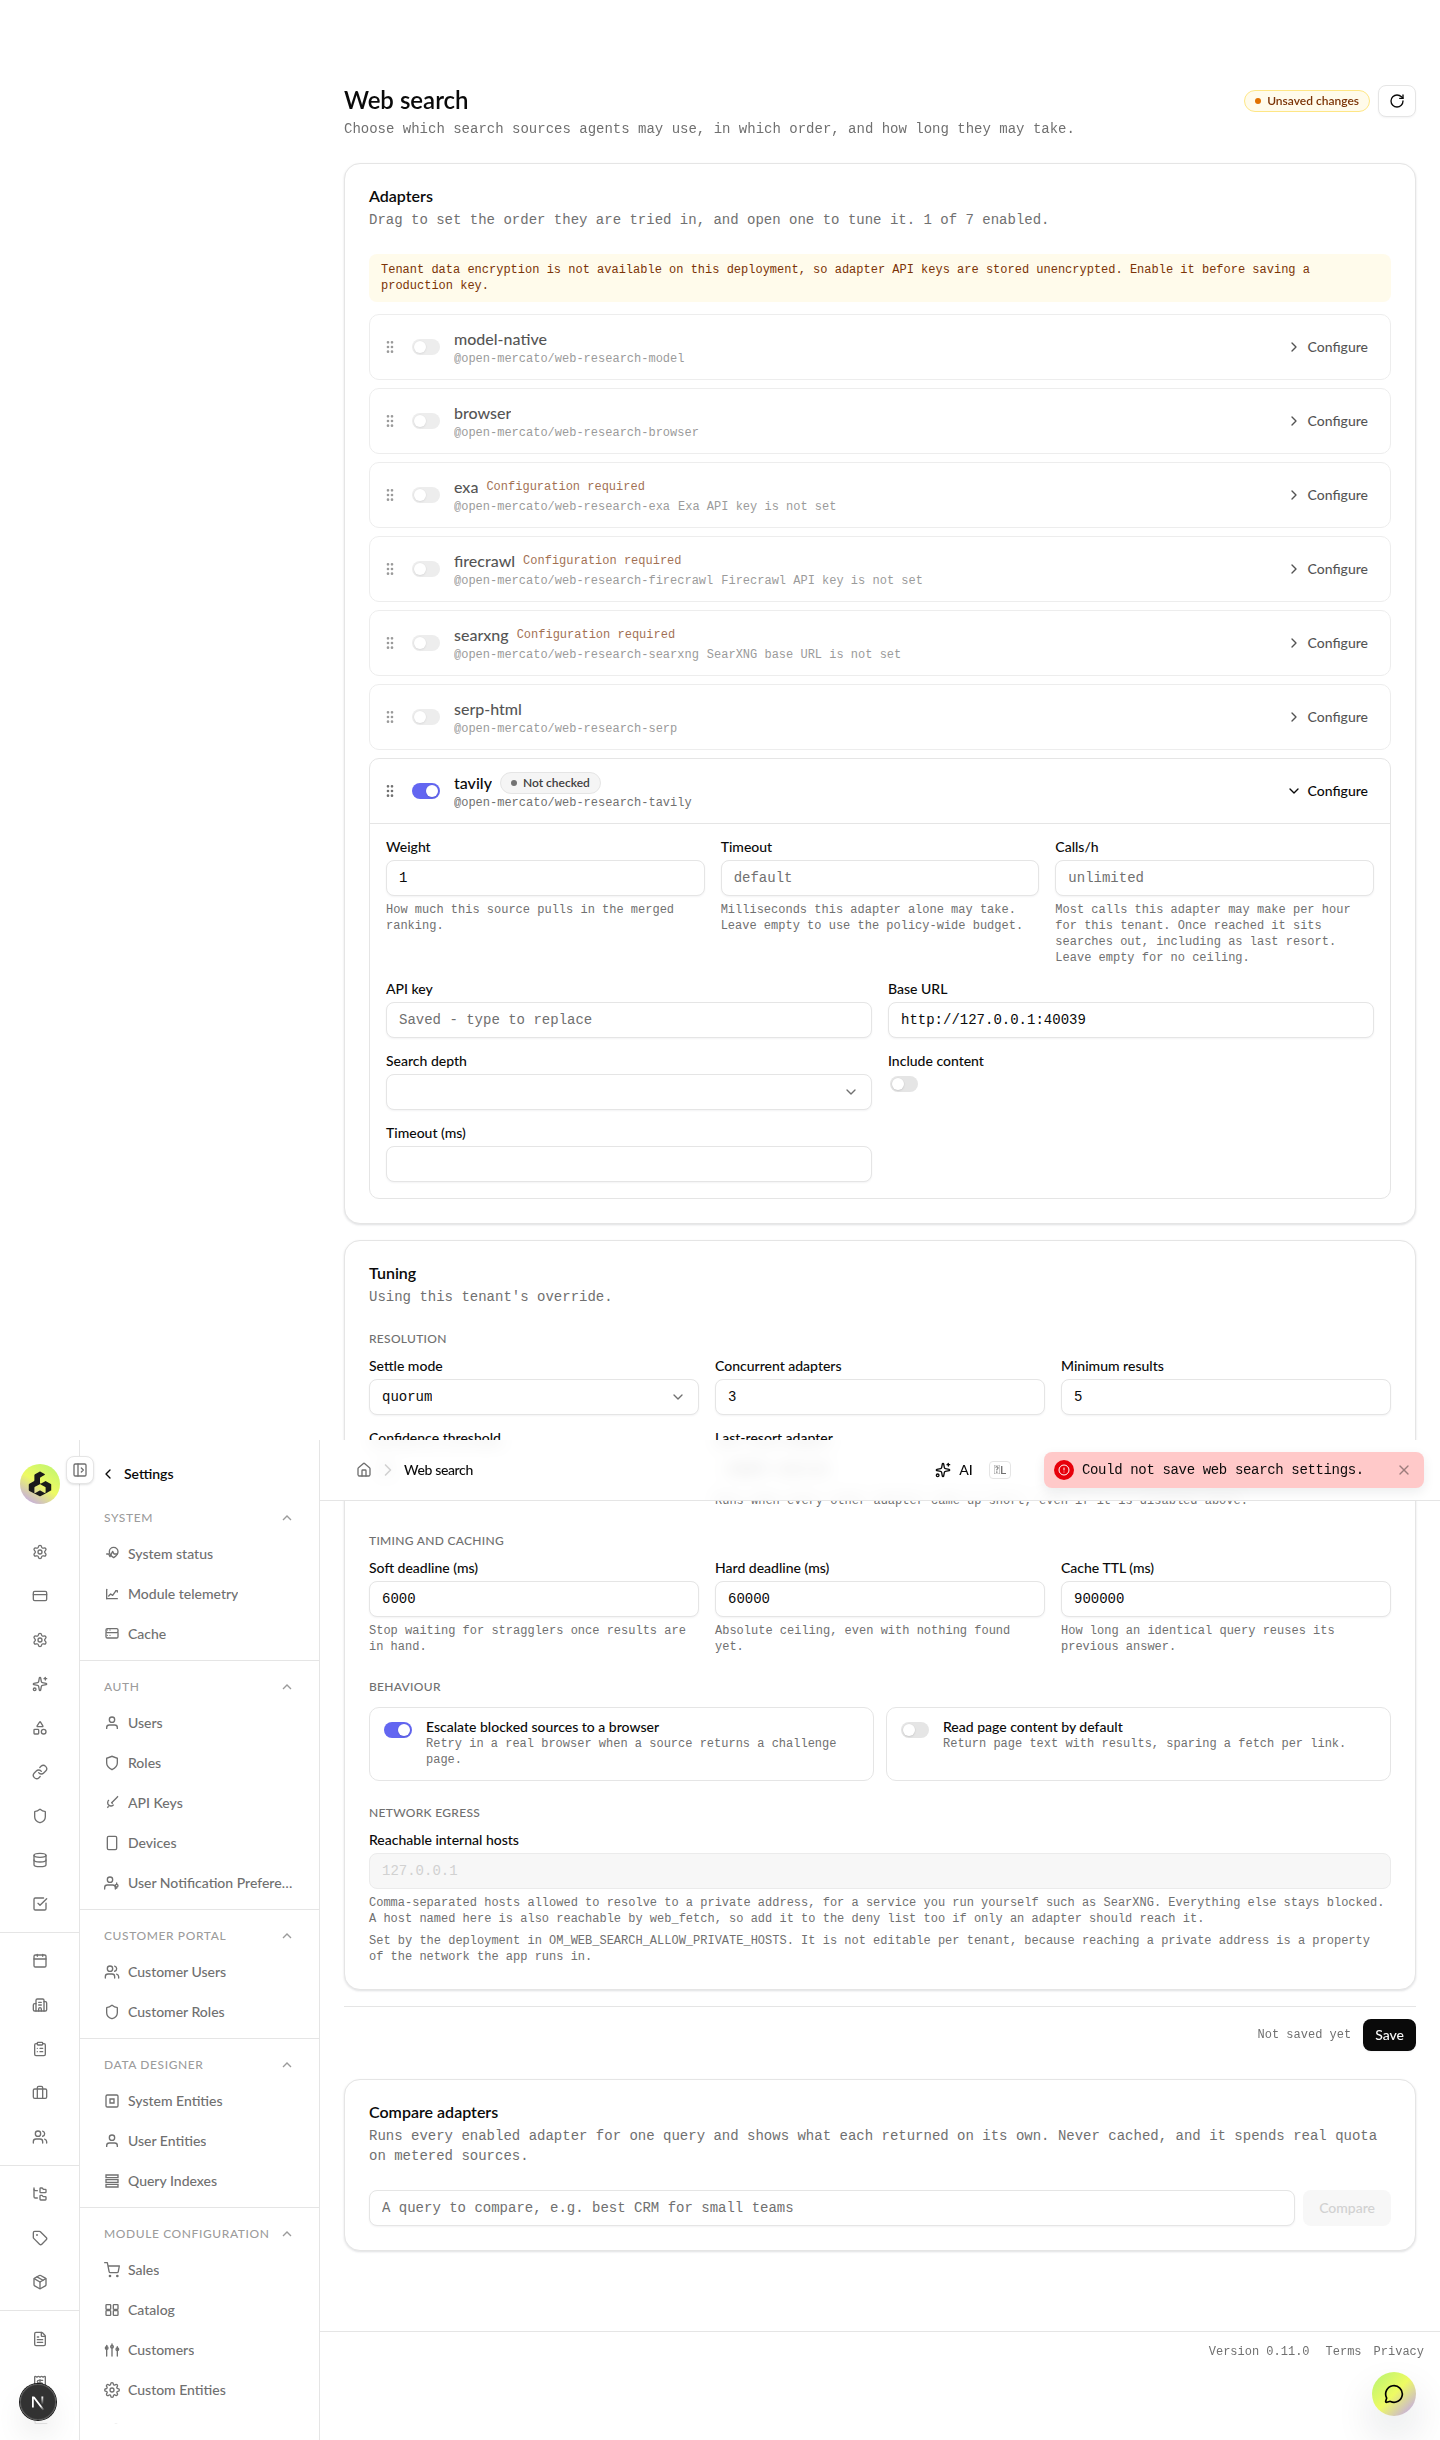 Web search
Unsaved changes
Choose which search sources agents may use, in which order, and how long they may take.
Adapters
Drag to set the order they are tried in, and open one to tune it. 1 of 7 enabled.
Tenant data encryption is not available on this deployment, so adapter API keys are stored unencrypted. Enable it before saving a
production key.
model-native
@open-mercato/web-research-model
Configure
browser
@open-mercato/web-research-browser
Configure
exa Configuration required
@open-mercato/web-research-exa Exa API key is not set
Configure
firecrawl Configuration required
@open-mercato/web-research-firecrawl Firecrawl API key is not set
Configure
searxng Configuration required
@open-mercato/web-research-searxng SearXNG base URL is not set
Configure
serp-html
@open-mercato/web-research-serp
Configure
tavily Not checked
@open-mercato/web-research-tavily
Configure
Weight
1
How much this source pulls in the merged
ranking.
Timeout
default
Milliseconds this adapter alone may take.
Leave empty to use the policy-wide budget.
Calls/h
unlimited
Most calls this adapter may make per hour
for this tenant. Once reached it sits
searches out, including as last resort.
Leave empty for no ceiling.
API key
Saved - type to replace
Base URL
http://127.0.0.1:40039
Search depth
Include content
Timeout (ms)
Tuning
Using this tenant's override.
RESOLUTION
Settle mode
quorum
Concurrent adapters
3
Minimum results
5
Confidence threshold
Last-resort adapter
Settings
Web search
AI
L
Could not save web search settings.
Runs when every other adapter came up short, even if it is disabled above.
SYSTEM
System status
Module telemetry
Cache
AUTH
Users
Roles
API Keys
Devices
User Notification Prefere...
CUSTOMER PORTAL
Customer Users
Customer Roles
DATA DESIGNER
System Entities
User Entities
Query Indexes
MODULE CONFIGURATION
Sales
Catalog
Customers
Custom Entities
N
TIMING AND CACHING
Soft deadline (ms)
6000
Stop waiting for stragglers once results are
in hand.
Hard deadline (ms)
60000
Absolute ceiling, even with nothing found
yet.
Cache TTL (ms)
900000
How long an identical query reuses its
previous answer.
BEHAVIOUR
Escalate blocked sources to a browser
Retry in a real browser when a source returns a challenge
page.
Read page content by default
Return page text with results, sparing a fetch per link.
NETWORK EGRESS
Reachable internal hosts
127.0.0.1
Comma-separated hosts allowed to resolve to a private address, for a service you run yourself such as SearXNG. Everything else stays blocked.
A host named here is also reachable by web_fetch, so add it to the deny list too if only an adapter should reach it.
Set by the deployment in OM_WEB_SEARCH_ALLOW_PRIVATE_HOSTS. It is not editable per tenant, because reaching a private address is a property
of the network the app runs in.
Not saved yet
Save
Compare adapters
Runs every enabled adapter for one query and shows what each returned on its own. Never cached, and it spends real quota
on metered sources.
A query to compare, e.g. best CRM for small teams
Compare
Version 0.11.0
Terms
Privacy